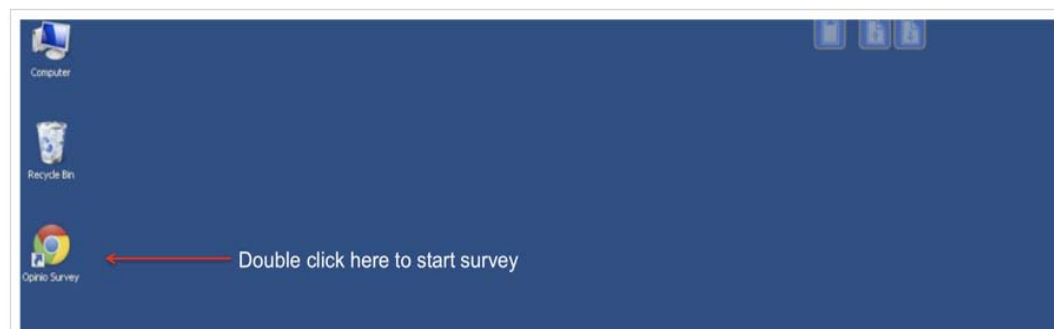 Computer
Recycle Bin
Opinio Survey
Double click here to start survey